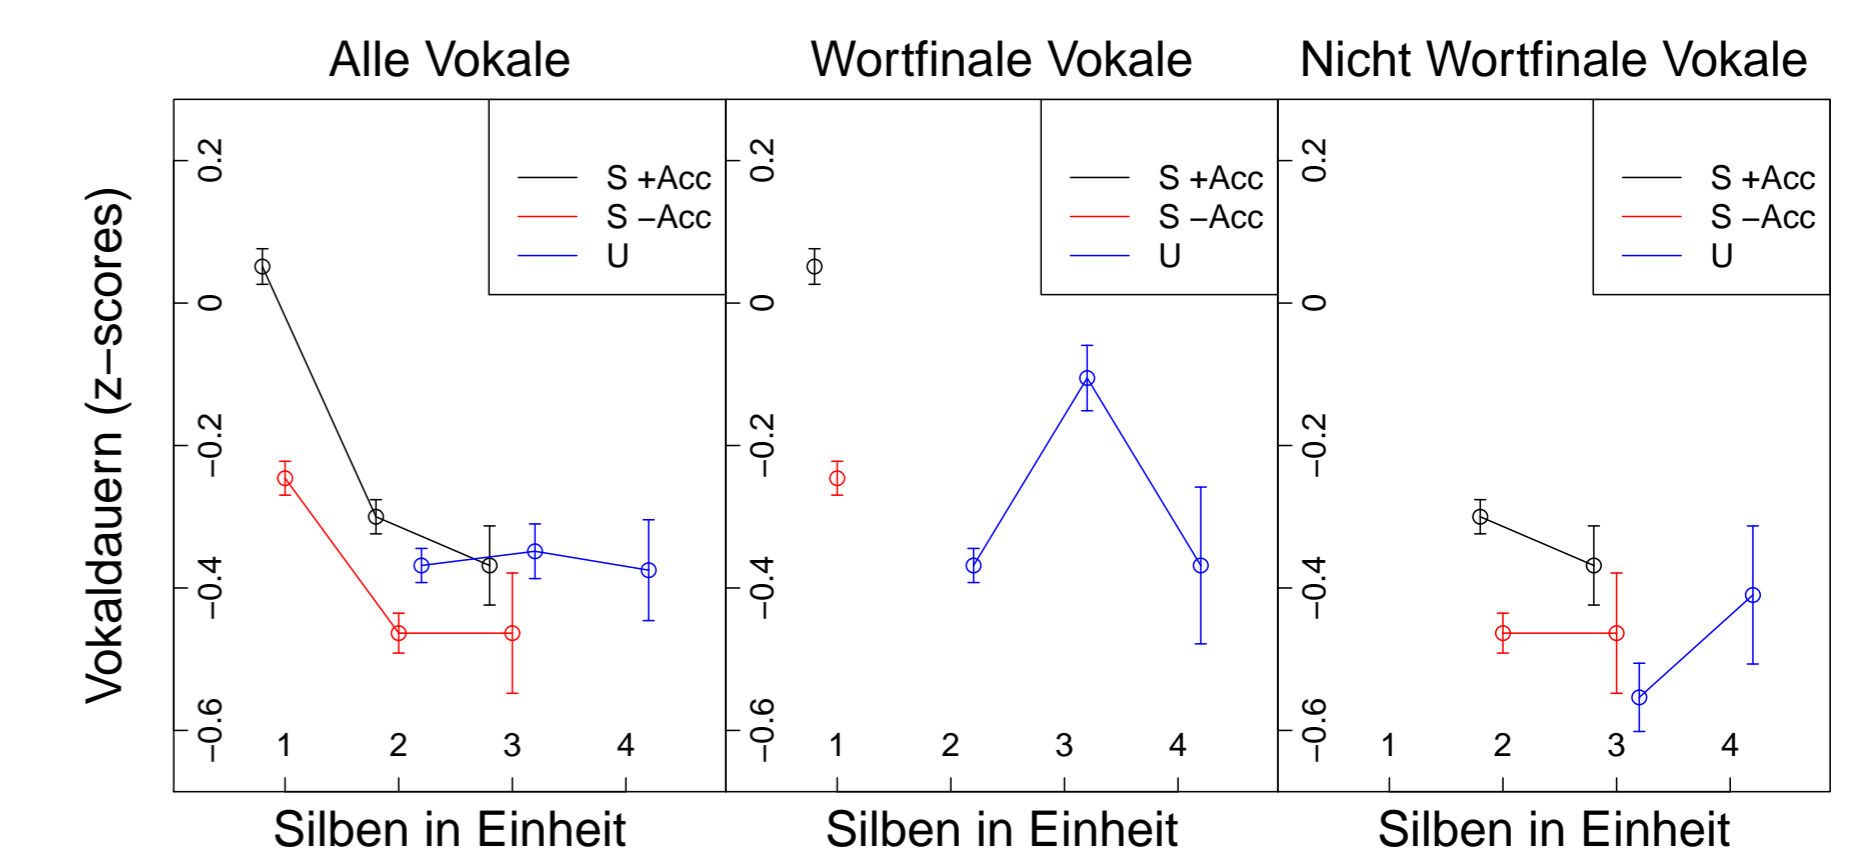 Alle Vokale
Wortfinale Vokale
Nicht Wortfinale Vokale
Vokaldauern (z−scores)
0.2
0
−0.2
−0.4
−0.6
S +Acc
S −Acc
U
1 2 3 4
Silben in Einheit
0.2
0
−0.2
−0.4
−0.6
S +Acc
S −Acc
U
1 2 3 4
Silben in Einheit
0.2
0
−0.2
−0.4
−0.6
S +Acc
S −Acc
U
1 2 3 4
Silben in Einheit